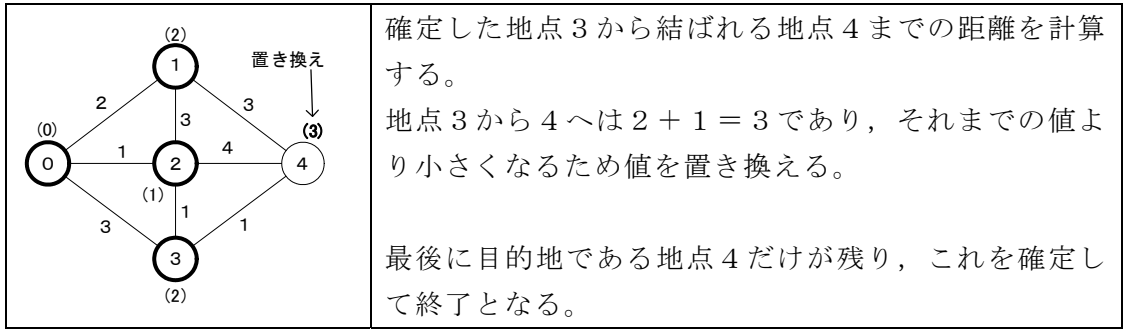 (2)
1
置き換え
2
3
3
(0)
(3)
0
1
2
4
4
(1)
3
1
1
3
(2)
確定した地点3から結ばれる地点4までの距離を計算
する。
地点3から4へは2+1=3であり，それまでの値よ
り小さくなるため値を置き換える。
最後に目的地である地点4だけが残り，これを確定し
て終了となる。